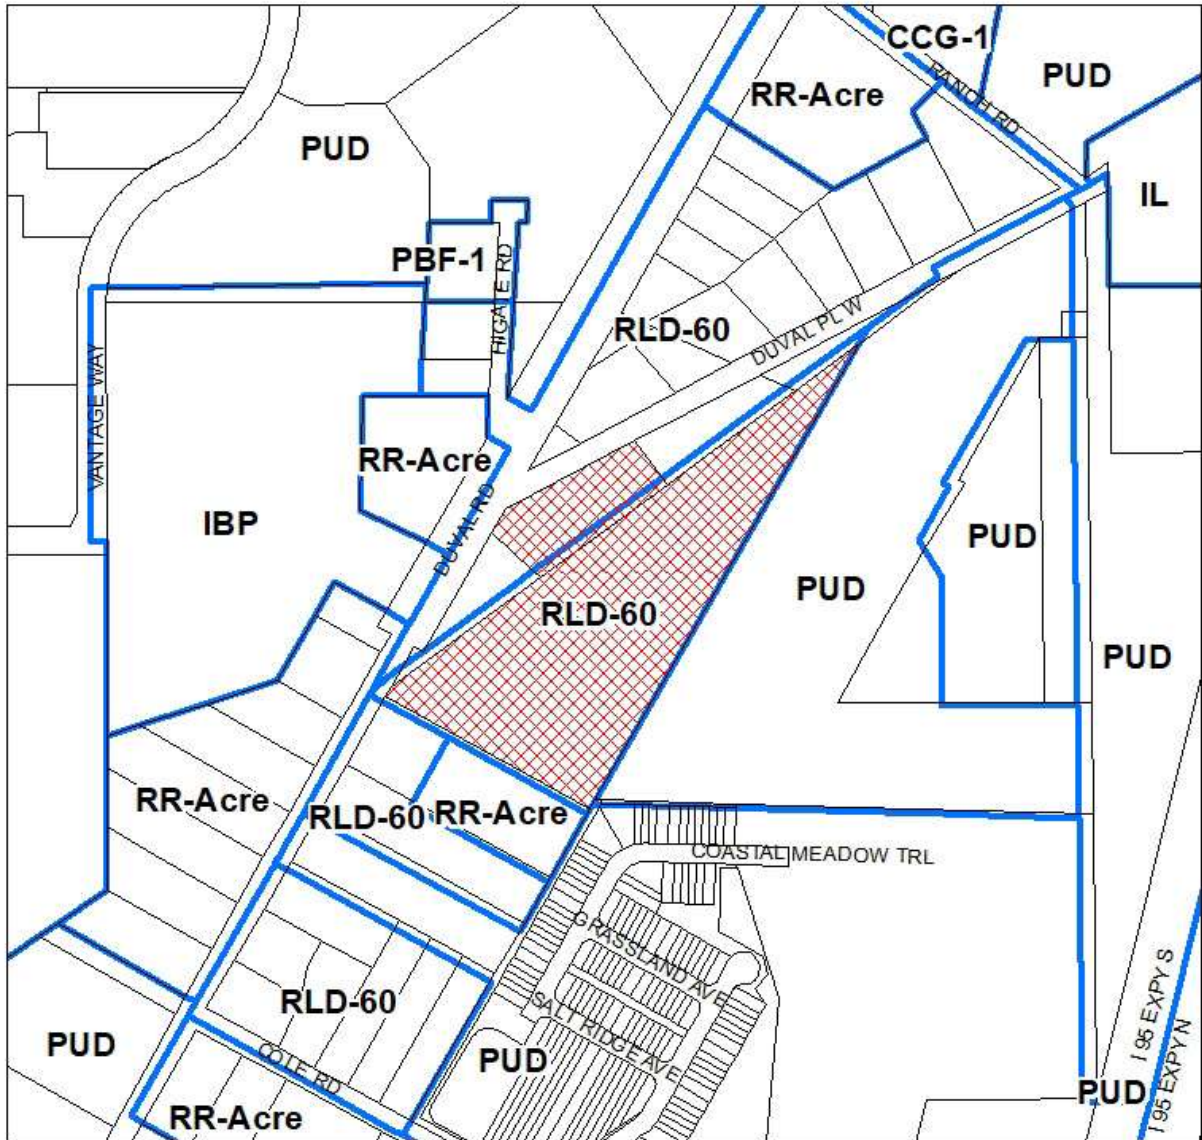 CCG-1
PUD
RR-Acre
RANCH RD
PUD
IL
PBF-1
HIGATE RD
RLD-60
DUVAL PL W
VANTAGE WAY
RR-Acre
IBP
DUVAL RD
PUD
PUD
RLD-60
PUD
RR-Acre
RLD-60
RR-Acre
COASTAL MEADOW TRL
GRASSLAND AVE
SALT RIDGE AVE
RLD-60
PUD
COLE RD
PUD
RR-Acre
I 95 EXPY S
I 95 EXPY N
PUD